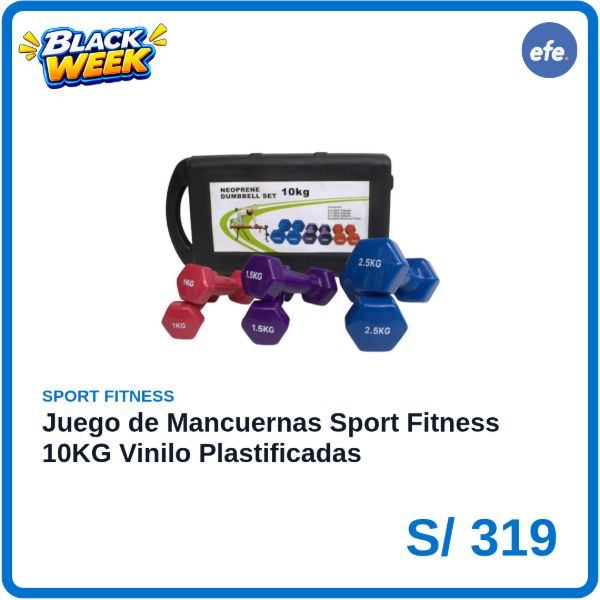 BLACK
WEEK
efe.
NEOPRENE
DUMBBELL SET 10kg
1KG
1.5KG
2.5KG
1KG
1.5KG
2.5KG
SPORT FITNESS
Juego de Mancuernas Sport Fitness
10KG Vinilo Plastificadas
S/ 319